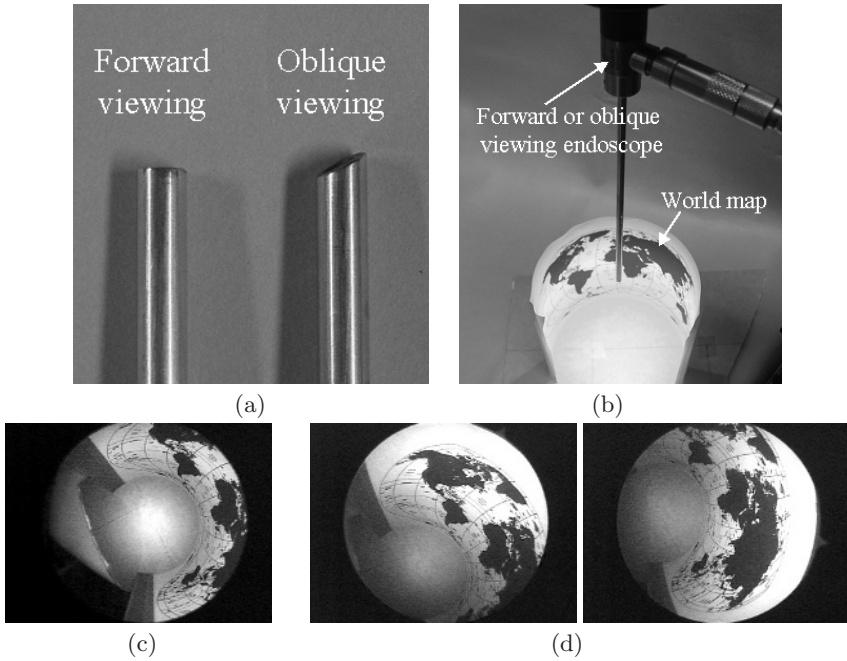 Forward
viewing
Oblique
viewing
Forward or oblique
viewing endoscope
World map
(a)
(b)
(c)
(d)